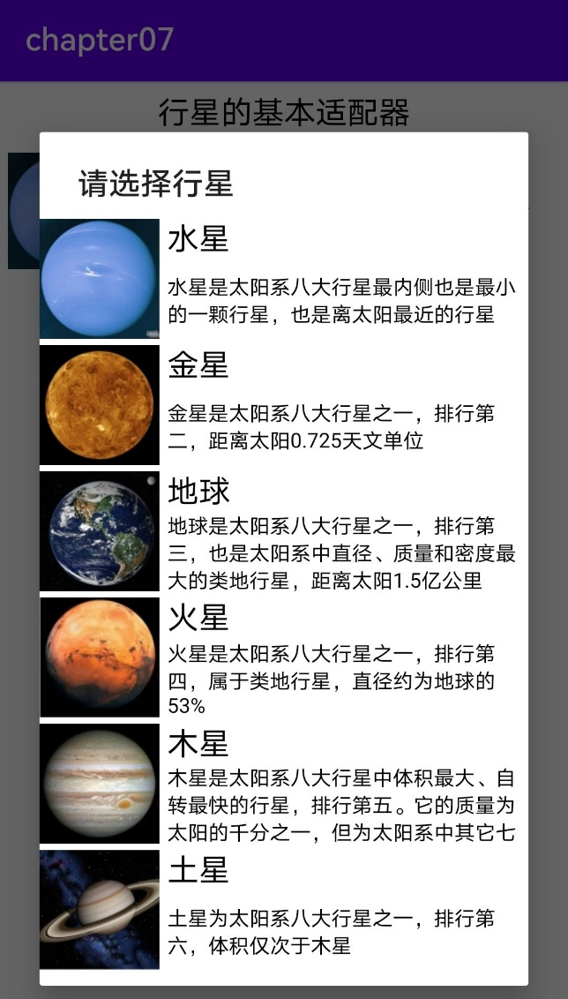 chapter07
行星的基本适配器
请选择行星
水星
水星是太阳系八大行星最内侧也是最小
的一颗行星，也是离太阳最近的行星
金星
金星是太阳系八大行星之一，排行第
二，距离太阳0.725天文单位
地球
地球是太阳系八大行星之一，排行第
三，也是太阳系中直径、质量和密度最
大的类地行星，距离太阳1.5亿公里
火星
火星是太阳系八大行星之一，排行第
四，属于类地行星，直径约为地球的
53%
木星
木星是太阳系八大行星中体积最大、自
转最快的行星，排行第五。它的质量为
太阳的千分之一，但为太阳系中其它七
土星
土星为太阳系八大行星之一，排行第
六，体积仅次于木星